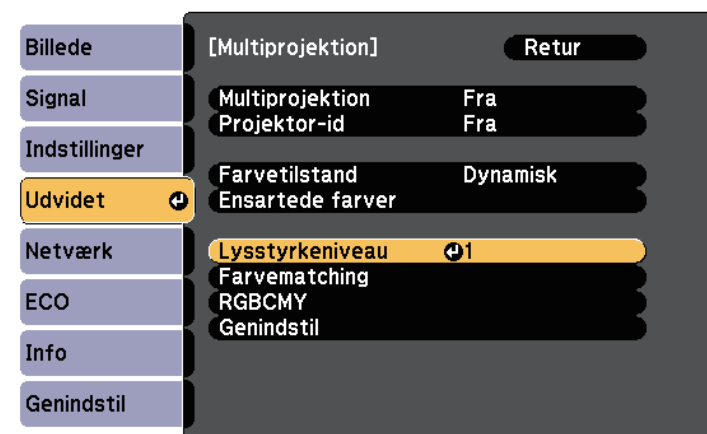 Billede
Signal
Indstillinger
Udvidet
Netværk
ECO
Info
Genindstil
[Multiprojektion] Retur
Multiprojektion Fra
Projektor-id Fra
Farvetilstand Dynamisk
Ensartede farver
Lysstyrkeniveau 1
Farvematching
RGBCMY
Genindstil